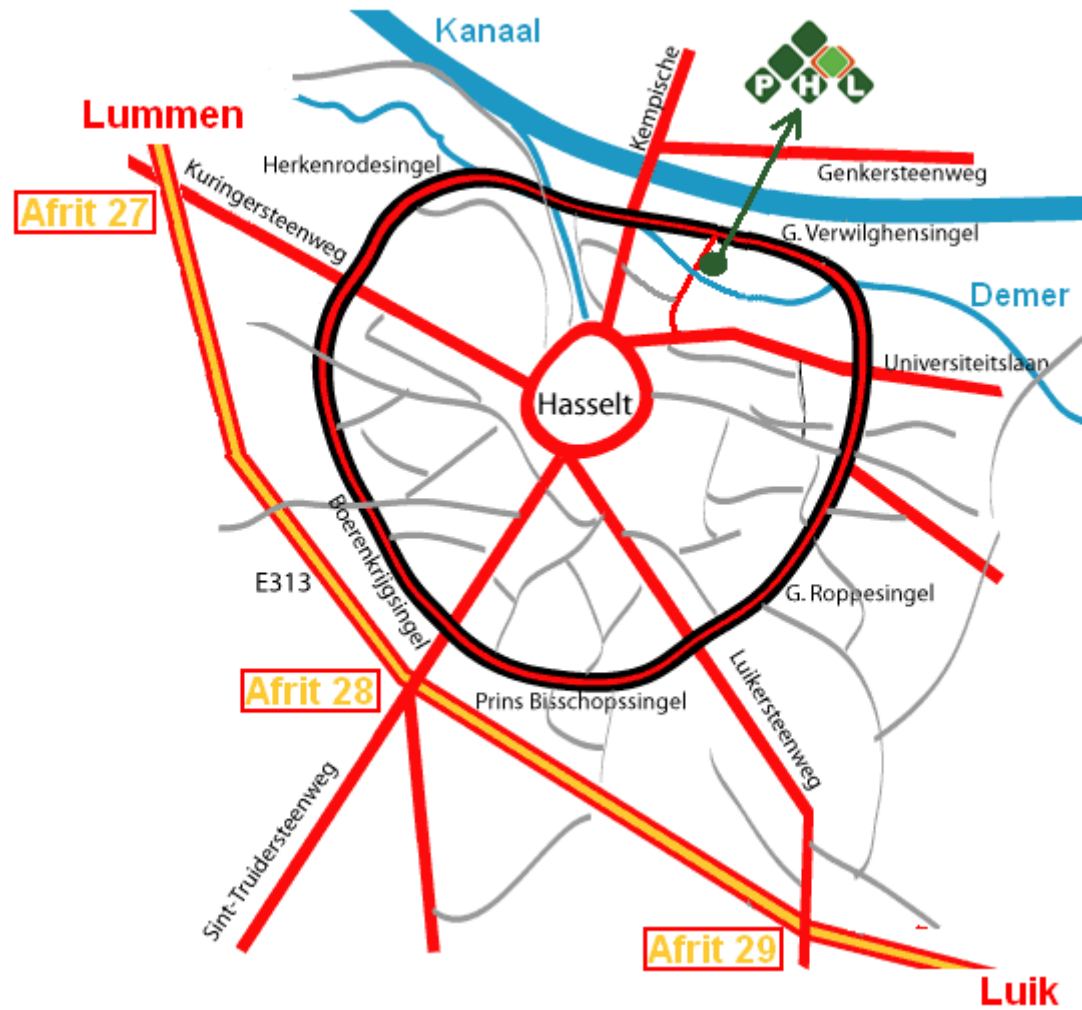 Kanaal
PHL
Kempische
Lummen
Herkenrodesingel
Genkersteenweg
Afrit 27
Kuringersteenweg
G. Verwilghensingel
Demer
Universiteitslaan
Hasselt
Boerenkrijgsingel
E313
G. Roppesingel
Afrit 28
Prins Bisschopssingel
Luikersteenweg
Sint-Truidersteenweg
Afrit 29
Luik